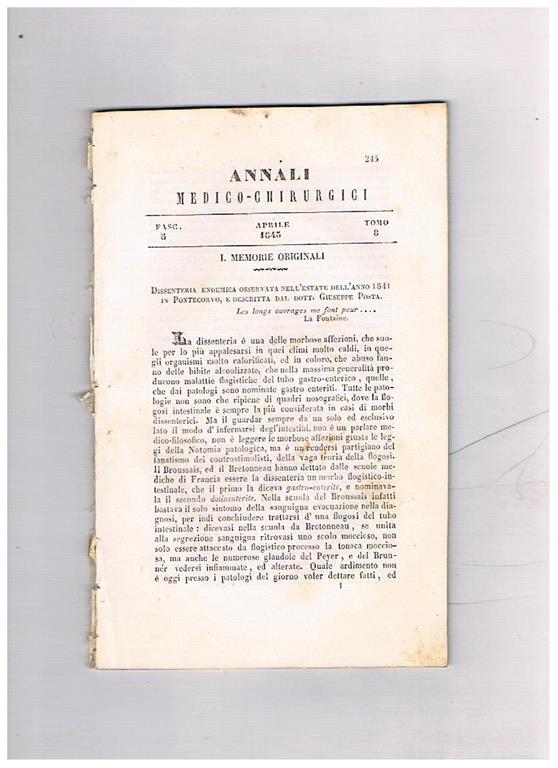 245
ANNALI
MEDICO-CHIRURGICI
FASC. APRILE TOMO
5 1843 8
I. MEMORIE ORIGINALI
DISSENTERIA ENDEMICA OSSERVATA NELL'ESTATE DELL'ANNO 1841
IN PONTECORVO, E DESCRITTA DAL DOTT. GIUSEPPE POSTA.
Les longs ouvrages me font peur....
La Fontaine.
La dissenteria è una delle morbose affezioni, che suo-
le per lo più appalesarsi in quei climi molto caldi, in que-
gli organismi molto calorificati, ed in coloro, che abuso fan-
no delle bibite alcoolizzate, che nella massima generalità pro-
ducono malattie flogistiche del tubo gastro-enterico, quelle,
che dai patologi sono nominate gastro enteriti. Tutte le pato-
logie non sono che ripiene di quadri nosografici, dove la flo-
gosi intestinale è sempre la più considerata in casi di morbi
dissenterici. Ma il guardar sempre da un solo ed esclusivo
lato il modo d'infermarsi degl'intestini, non è un parlare me-
dico-filosofico, non è leggere le morbose affezioni giusta le leg-
gi della Notomia patologica, ma è un rendersi partigiano del
fanatismo dei controstimolisti, della vaga teoria della flogosi.
Il Broussais, ed il Bretonneau hanno dettato dalle scuole me-
diche di Francia essere la dissenteria un morbo flogistico-in-
testinale, che il primo la diceva gastro-enterite, e nominava-
la il secondo dotinenterite. Nella scuola del Broussais infatti
bastava il solo sintomo della sanguigna evacuazione nella dia-
gnosi, per indi conchiudere trattarsi d'una flogosi del tubo
intestinale: dicevasi nella scuola da Bretonneau, se unita
alla segrezione sanguigna ritrovasi uno scolo moccioso, non
solo essere attaccato da flogistico processo la tonaca moccio-
sa, ma anche le numerose glandole del Peyer, e del Brun-
ner vedersi infiammate, ed alterate. Quale ardimento non
è oggi presso i patologi del giorno voler dettare fatti, ed
1